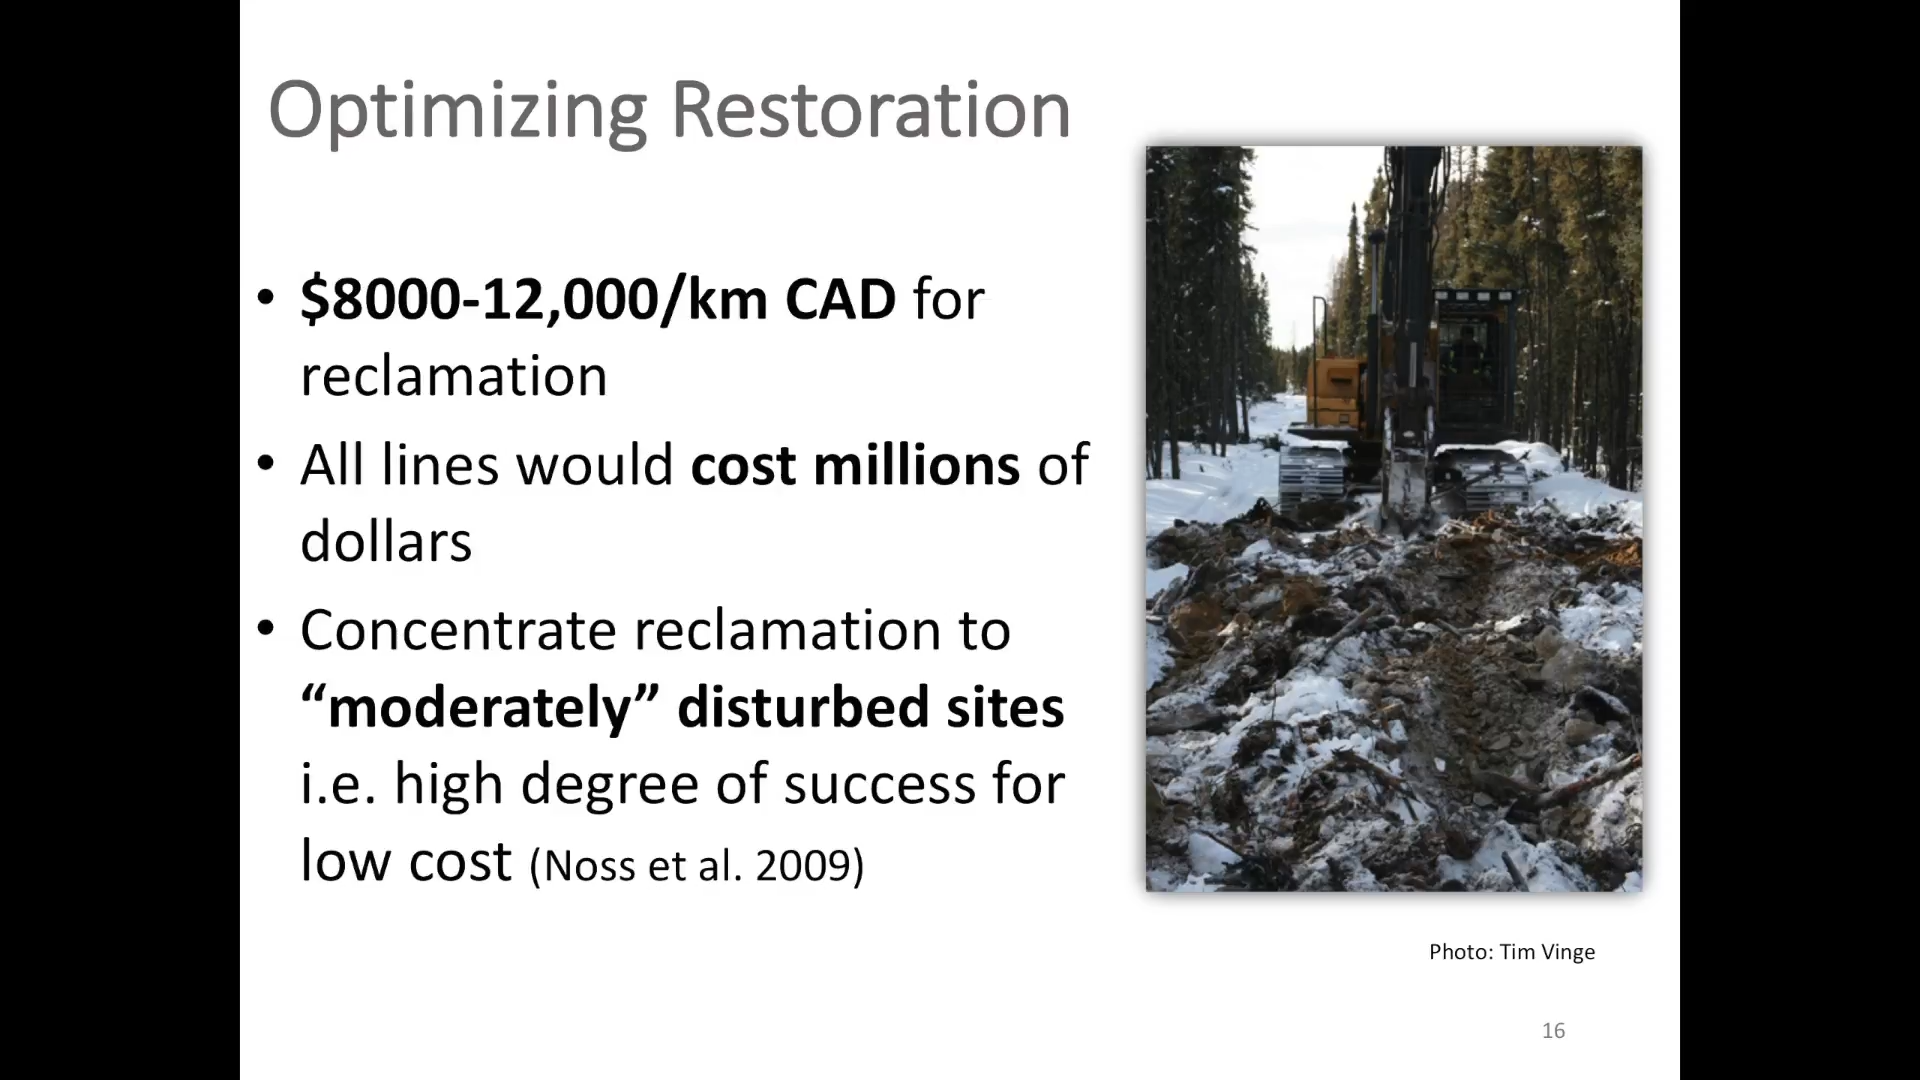 Optimizing Restoration
• $8000-12,000/km CAD for
reclamation
• All lines would cost millions of
dollars
• Concentrate reclamation to
“moderately” disturbed sites
i.e. high degree of success for
low cost (Noss et al. 2009)
Photo: Tim Vinge
16